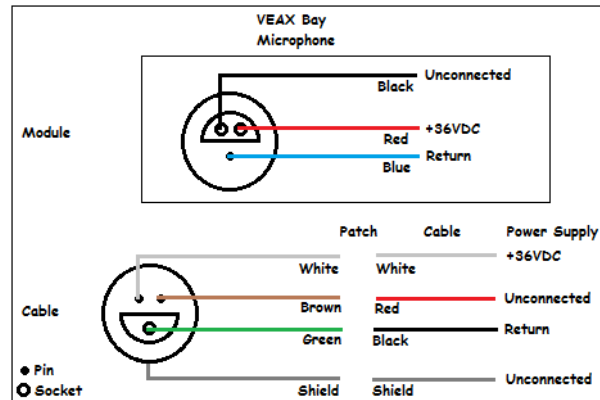 VEAX Bay
Microphone
Unconnected
Black
Module
+36VDC
Red
Return
Blue
Patch Cable Power Supply
+36VDC
White White
Unconnected
Brown Red
Cable
Return
Green Black
Pin
Unconnected
Socket
Shield Shield